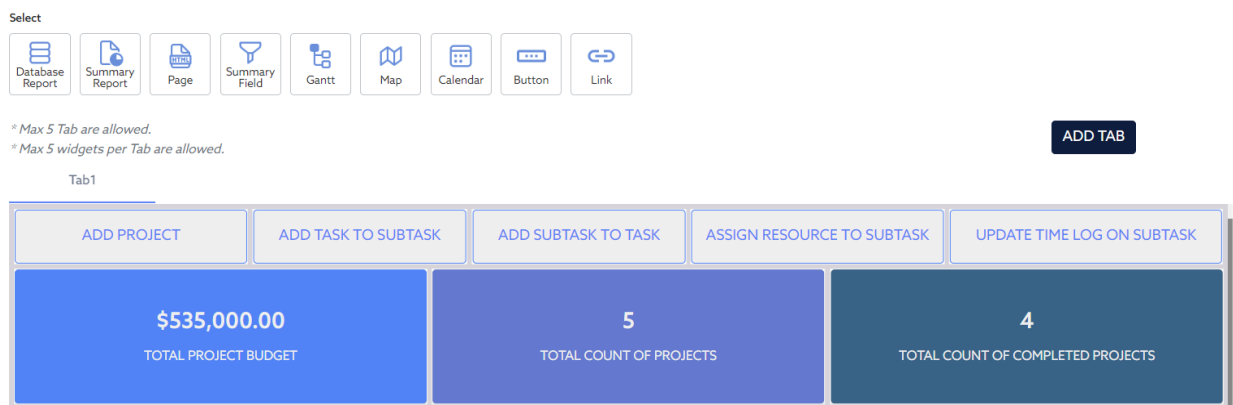 Select
Database Report
Summary Report
HTML
Page
Summary Field
Gantt
Map
Calendar
Button
Link
* Max 5 Tab are allowed.
* Max 5 widgets per Tab are allowed.
ADD TAB
Tab1
ADD PROJECT
ADD TASK TO SUBTASK
ADD SUBTASK TO TASK
ASSIGN RESOURCE TO SUBTASK
UPDATE TIME LOG ON SUBTASK
$535,000.00
TOTAL PROJECT BUDGET
5
TOTAL COUNT OF PROJECTS
4
TOTAL COUNT OF COMPLETED PROJECTS